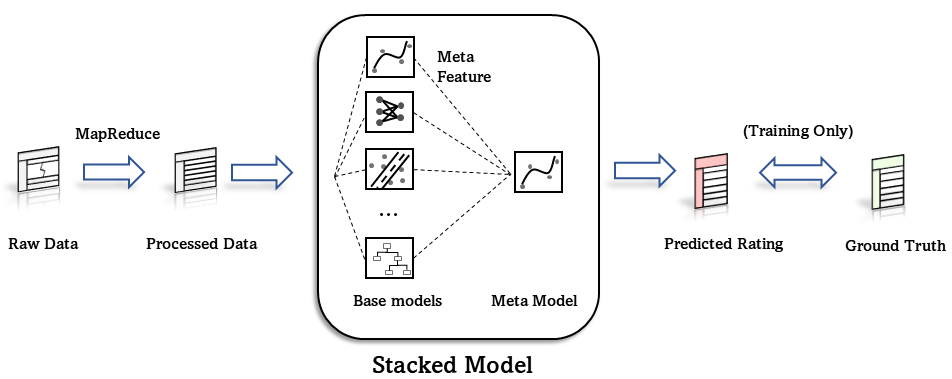 Meta
Feature
MapReduce
(Training Only)
...
Raw Data
Processed Data
Predicted Rating
Ground Truth
Base models
Meta Model
Stacked Model